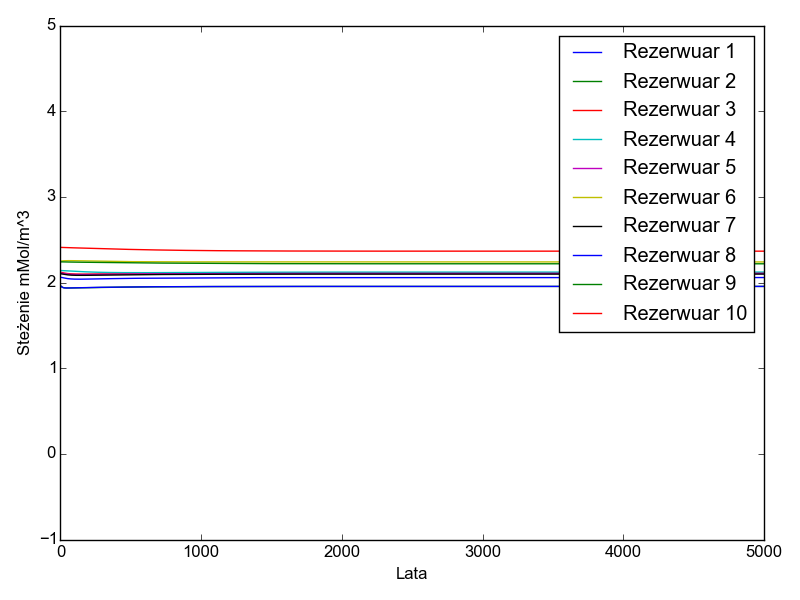 5
4
3
2
1
0
−1
Steżenie mMol/m^3
0
1000
2000
3000
4000
5000
Lata
Rezerwuar 1
Rezerwuar 2
Rezerwuar 3
Rezerwuar 4
Rezerwuar 5
Rezerwuar 6
Rezerwuar 7
Rezerwuar 8
Rezerwuar 9
Rezerwuar 10